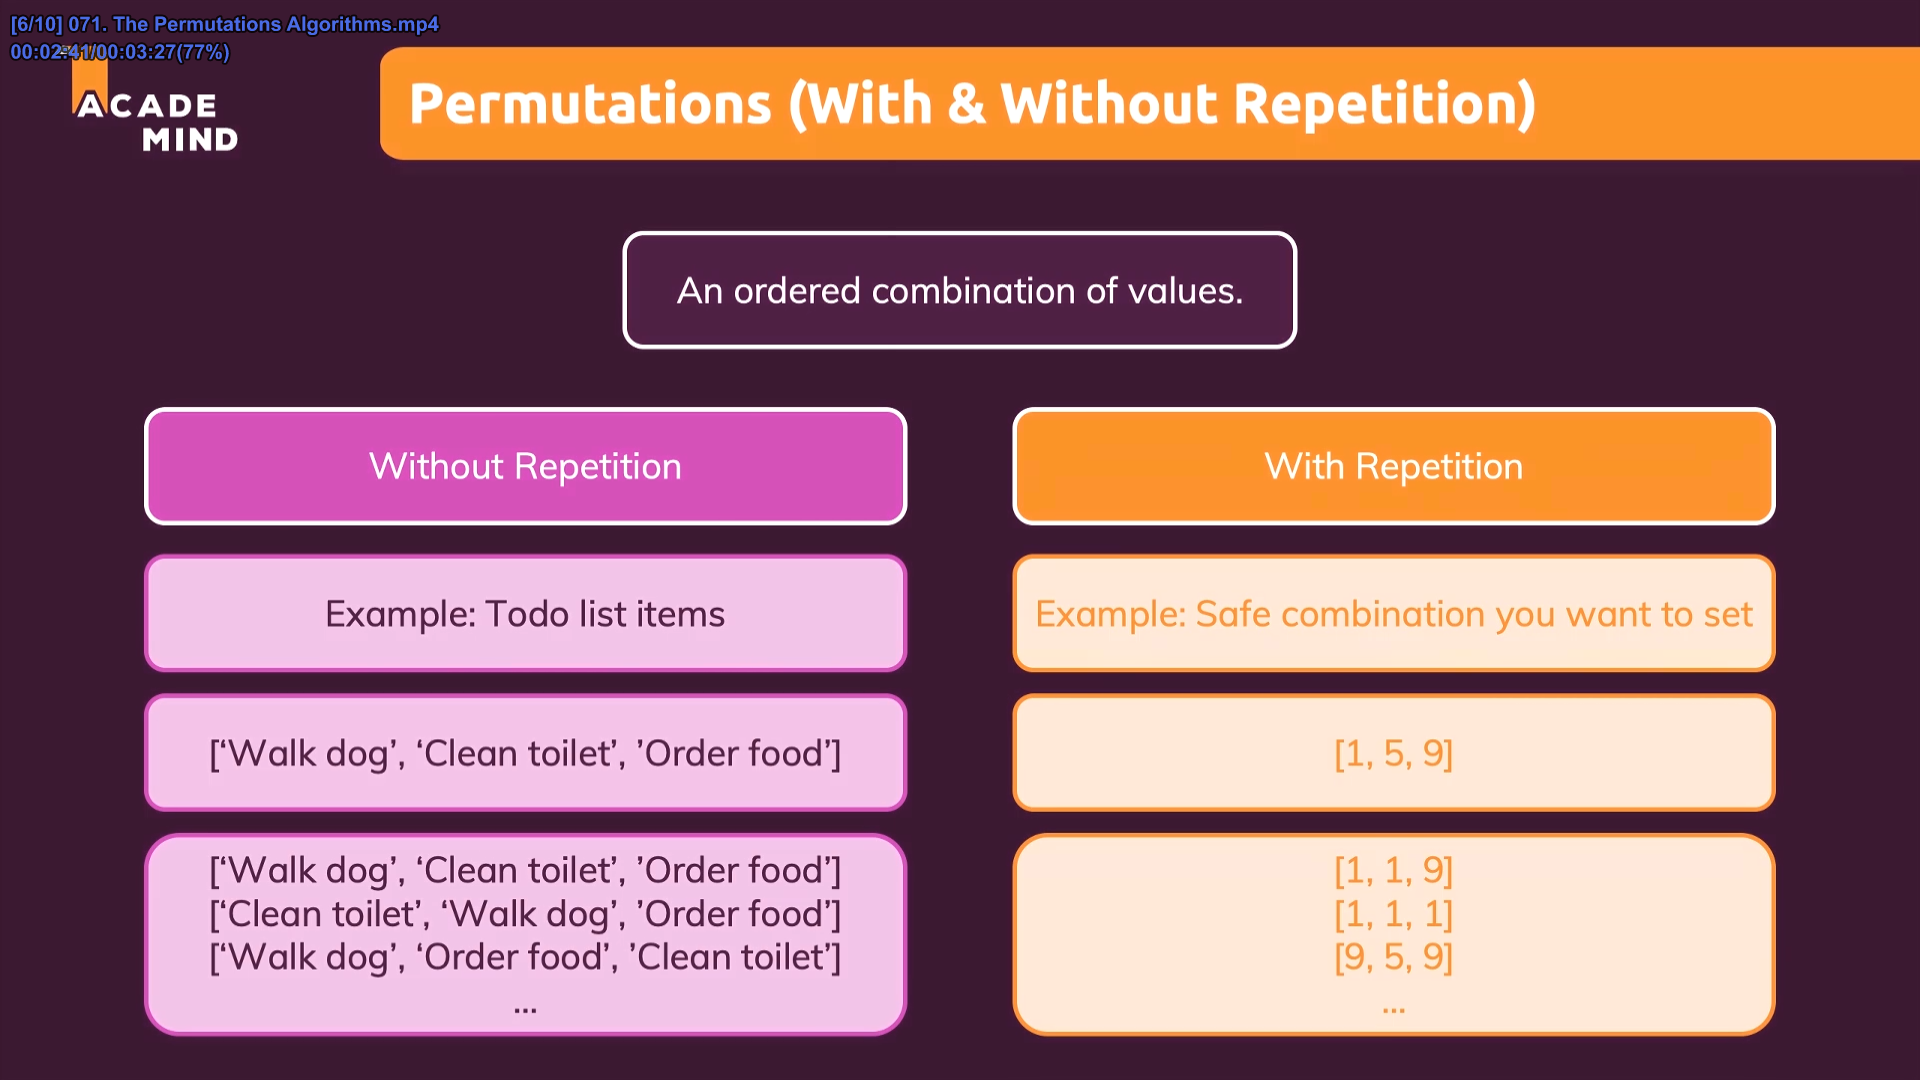 [6/10] 071. The Permutations Algorithms.mp4
00:02:41/00:03:27(77%)
ACADE
MIND
Permutations (With & Without Repetition)
An ordered combination of values.
Without Repetition
Example: Todo list items
[‘Walk dog’, ‘Clean toilet’, ’Order food’]
[‘Walk dog’, ‘Clean toilet’, ’Order food’]
[‘Clean toilet’, ‘Walk dog’, ’Order food’]
[‘Walk dog’, ‘Order food’, ’Clean toilet’]
...
With Repetition
Example: Safe combination you want to set
[1, 5, 9]
[1, 1, 9]
[1, 1, 1]
[9, 5, 9]
...